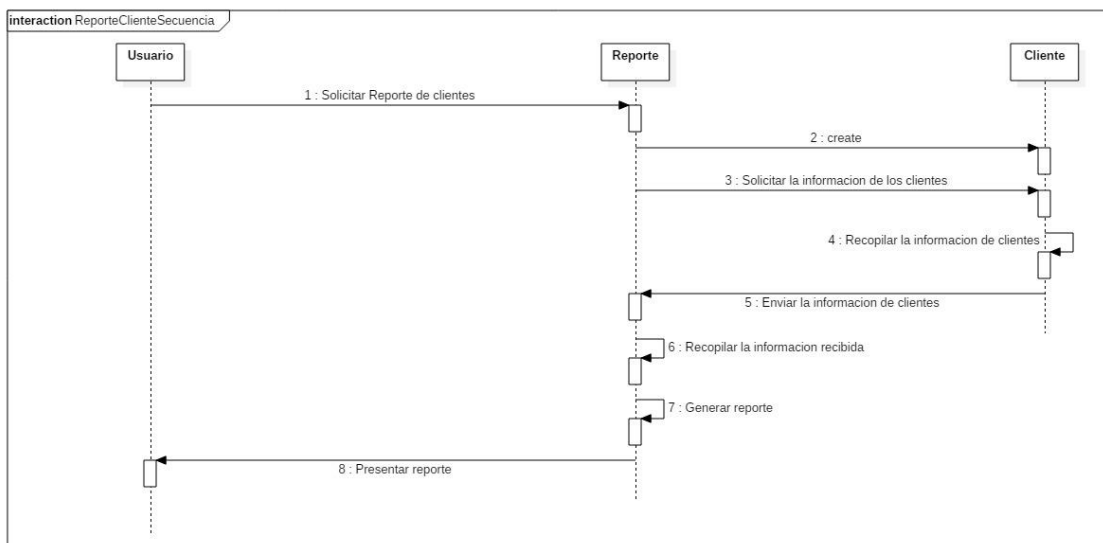 interaction ReporteClienteSecuencia
Usuario
Reporte
Cliente
1 : Solicitar Reporte de clientes
2 : create
3 : Solicitar la informacion de los clientes
4 : Recopilar la informacion de clientes
5 : Enviar la informacion de clientes
6 : Recopilar la informacion recibida
7 : Generar reporte
8 : Presentar reporte